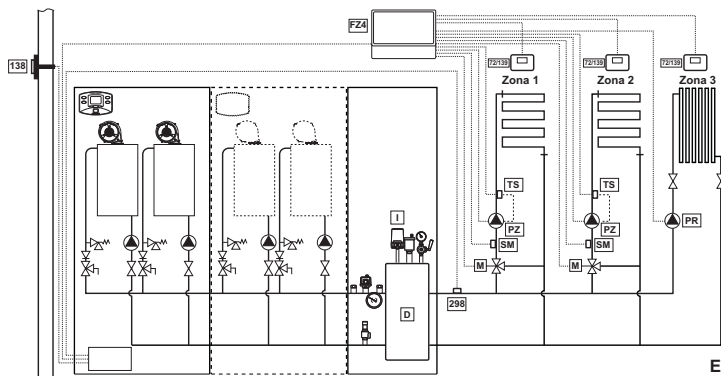 FZ4
138
72/139
72/139
72/139
Zona 1
Zona 2
Zona 3
TS
TS
I
PZ
PZ
PR
SM
SM
M
M
298
D
E